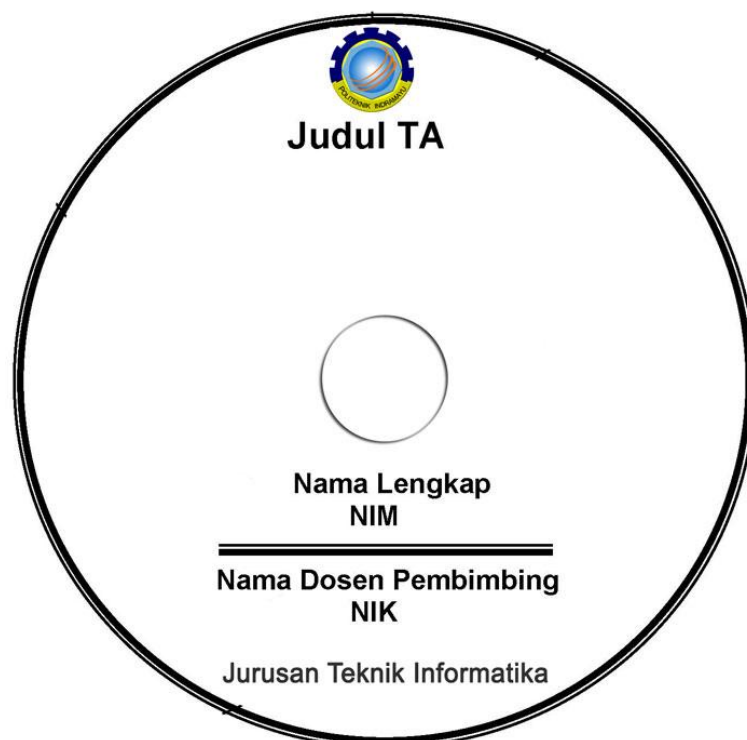 POLITEKNIK INDRAMAYU
Judul TA
Nama Lengkap
NIM
Nama Dosen Pembimbing
NIK
Jurusan Teknik Informatika